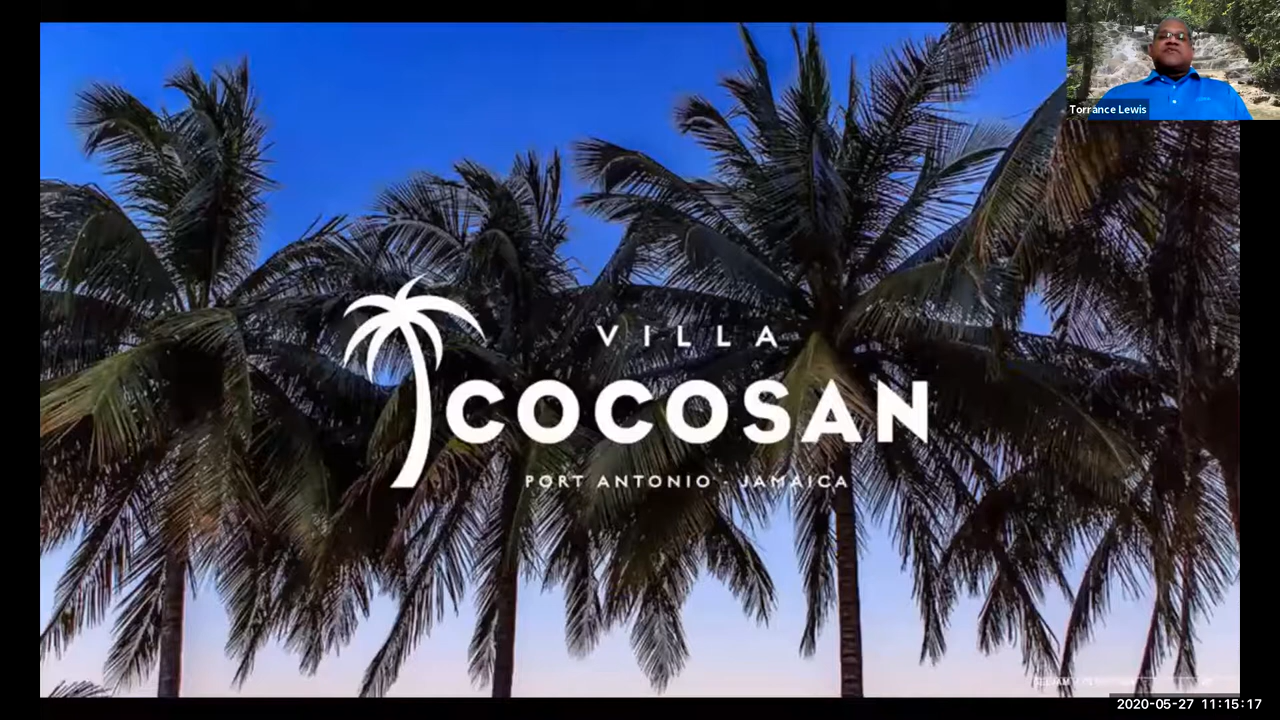 Torrance Lewis
VILLA
COCOSAN
PORT ANTONIO · JAMAICA
2020-05-27 11:15:17